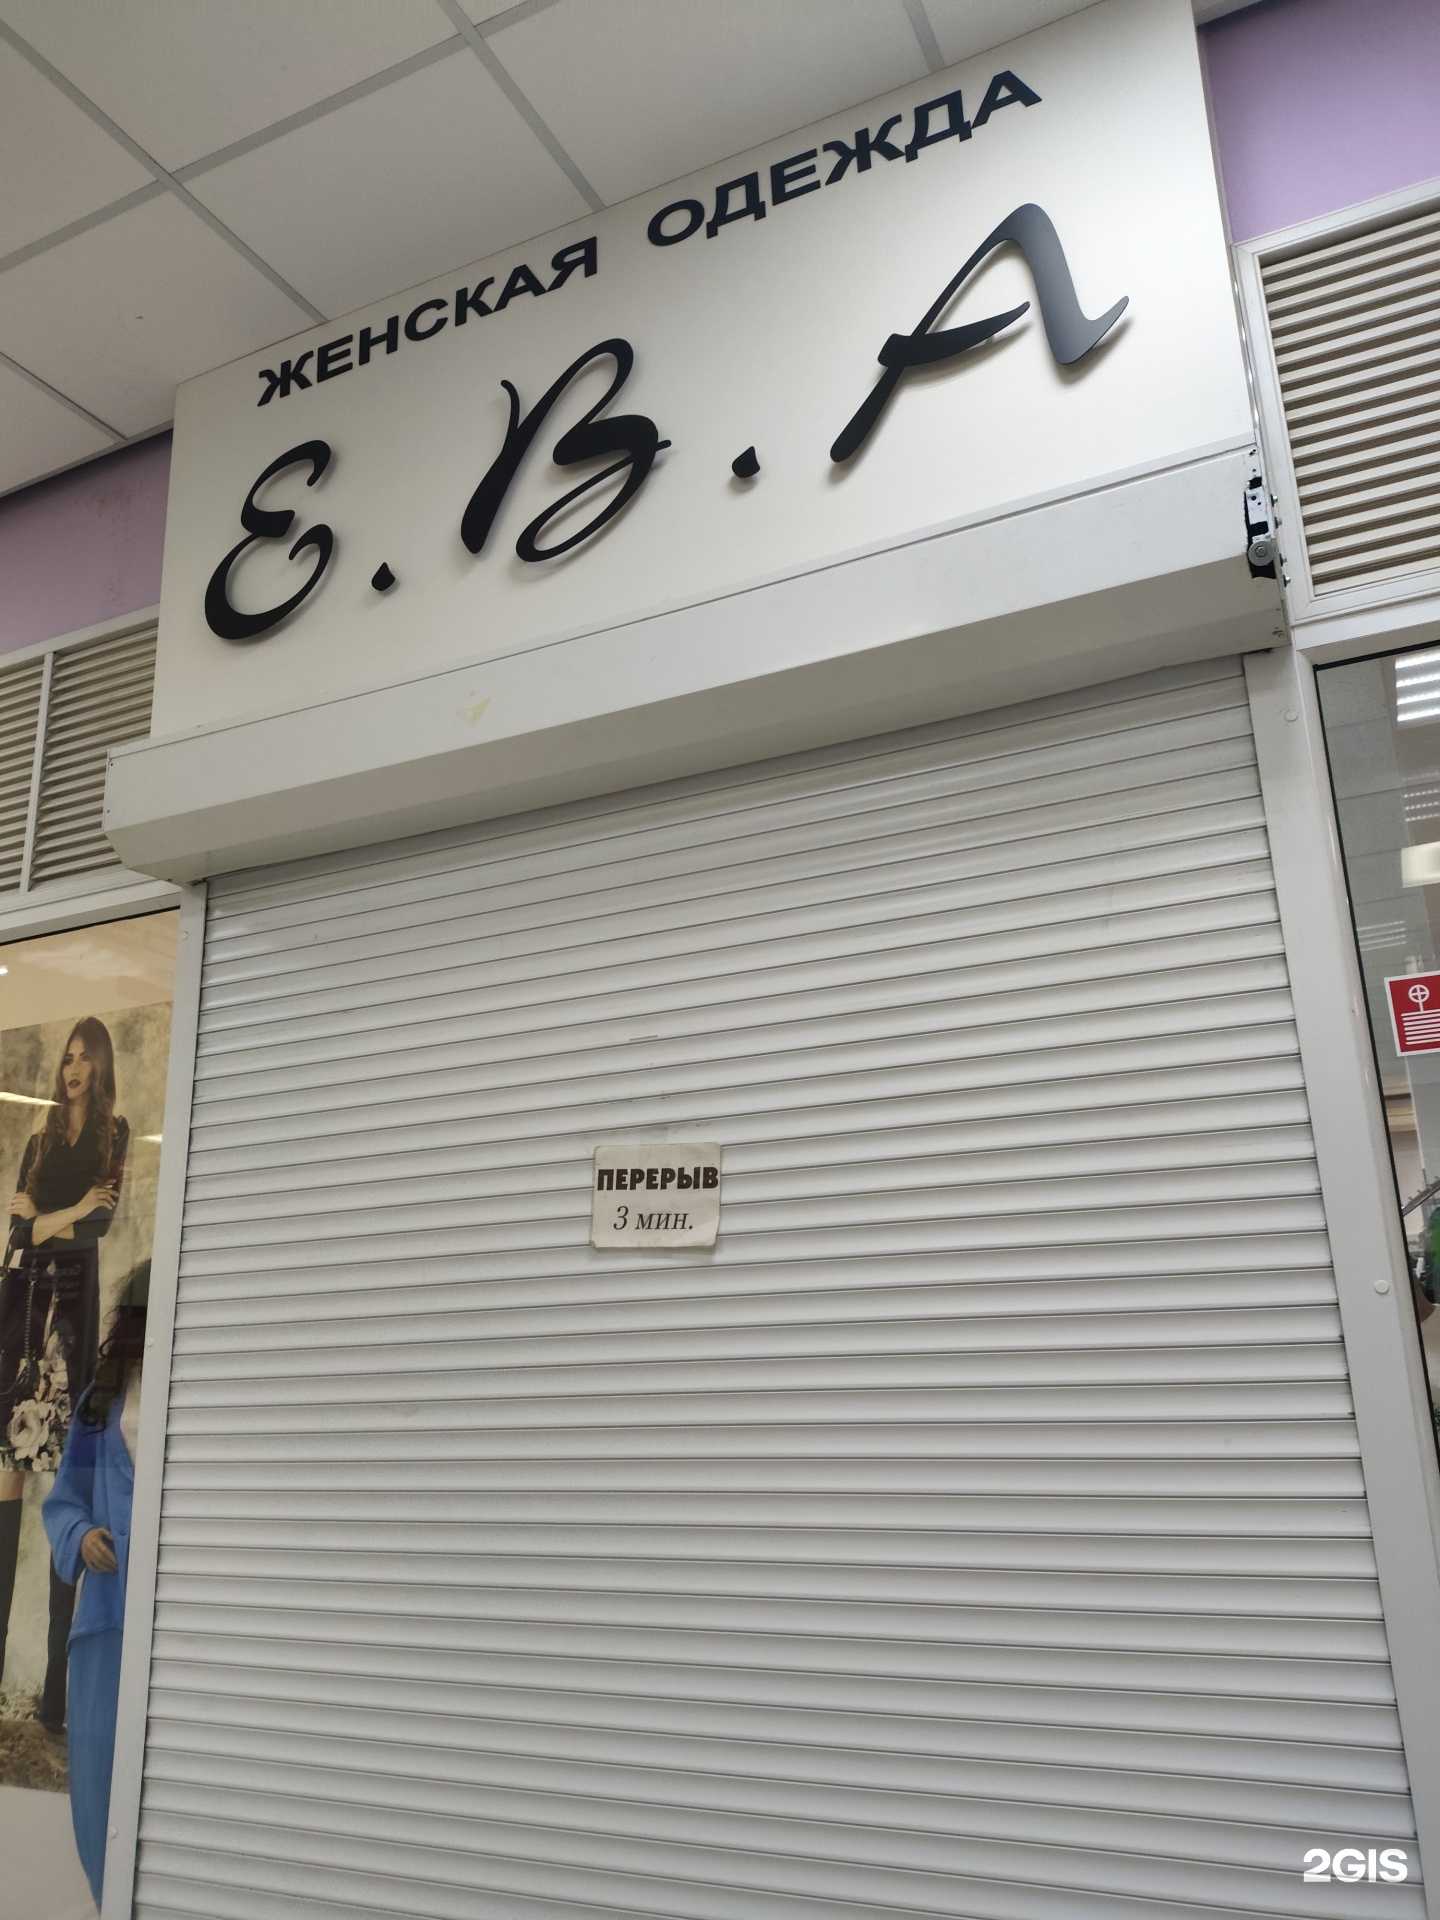 ЖЕНСКАЯ ОДЕЖДА
Е.В.А
ПЕРЕРЫВ
3 мин.
2GIS